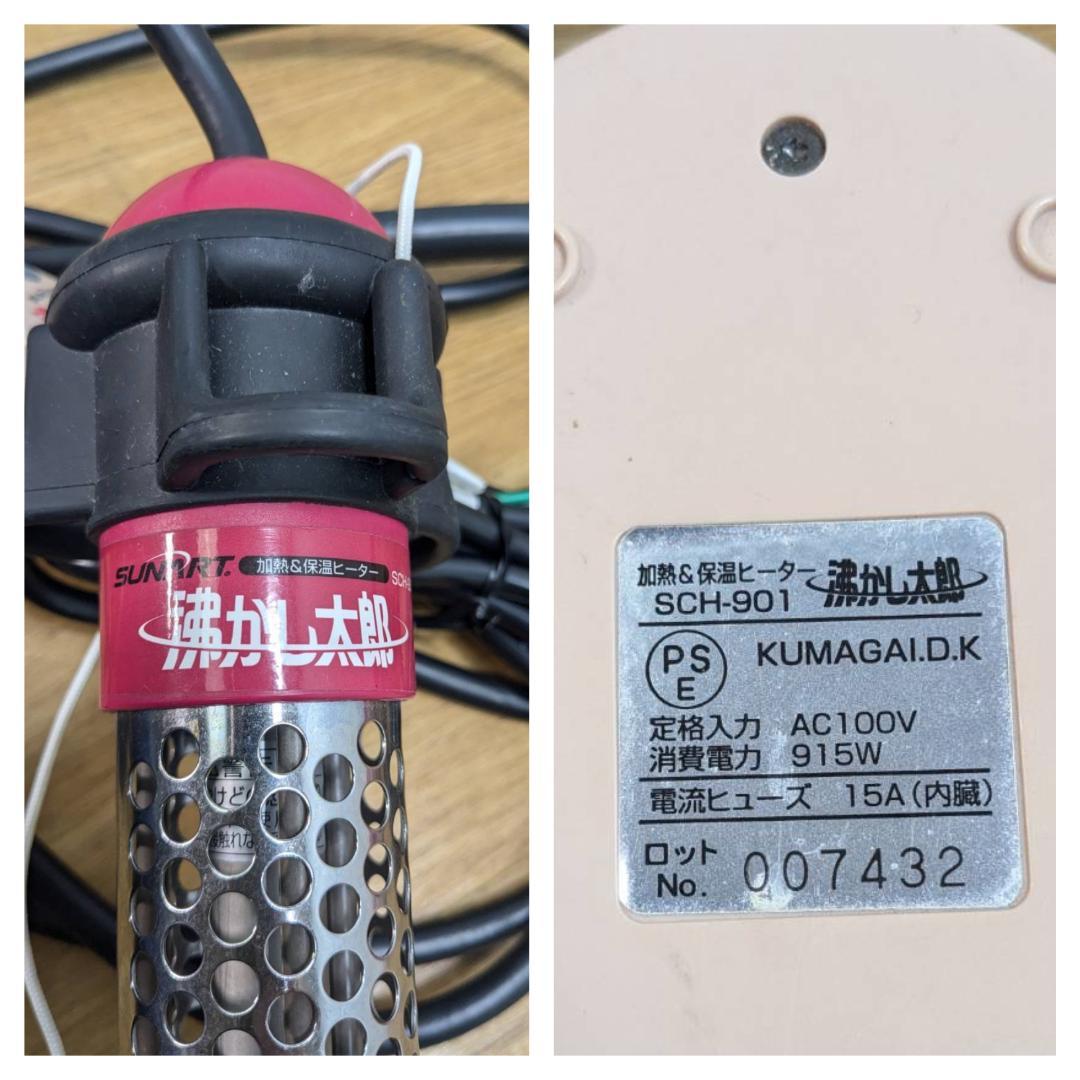 SUNART. 加熱&保温ヒーター
沸かし太郎
加熱&保温ヒーター 沸かし太郎
SCH-901
PS
E
KUMAGAI.D.K
定格入力 AC100V
消費電力 915W
電流ヒューズ 15A(内臓)
ロット
No. 007432